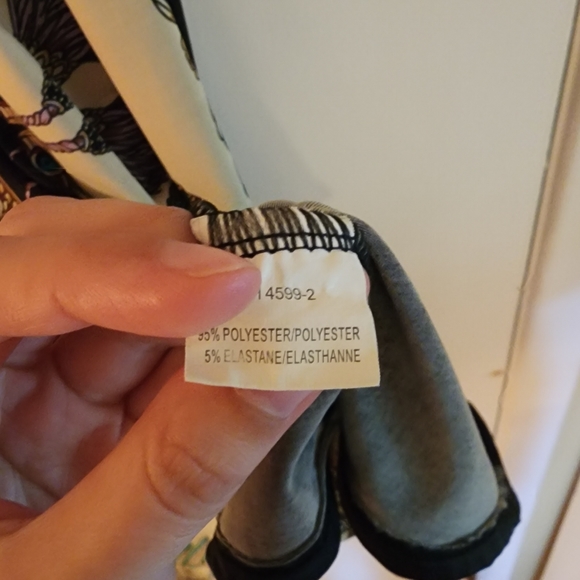 14599-2
95% POLYESTER/POLYESTER
5% ELASTANE/ELASTHANNE